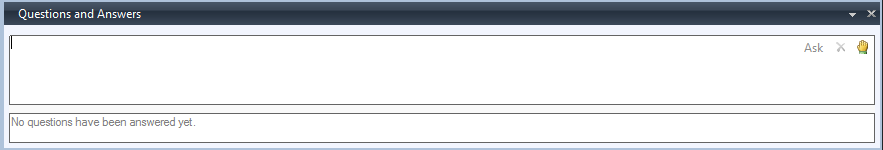 Questions and Answers
Ask
No questions have been answered yet.